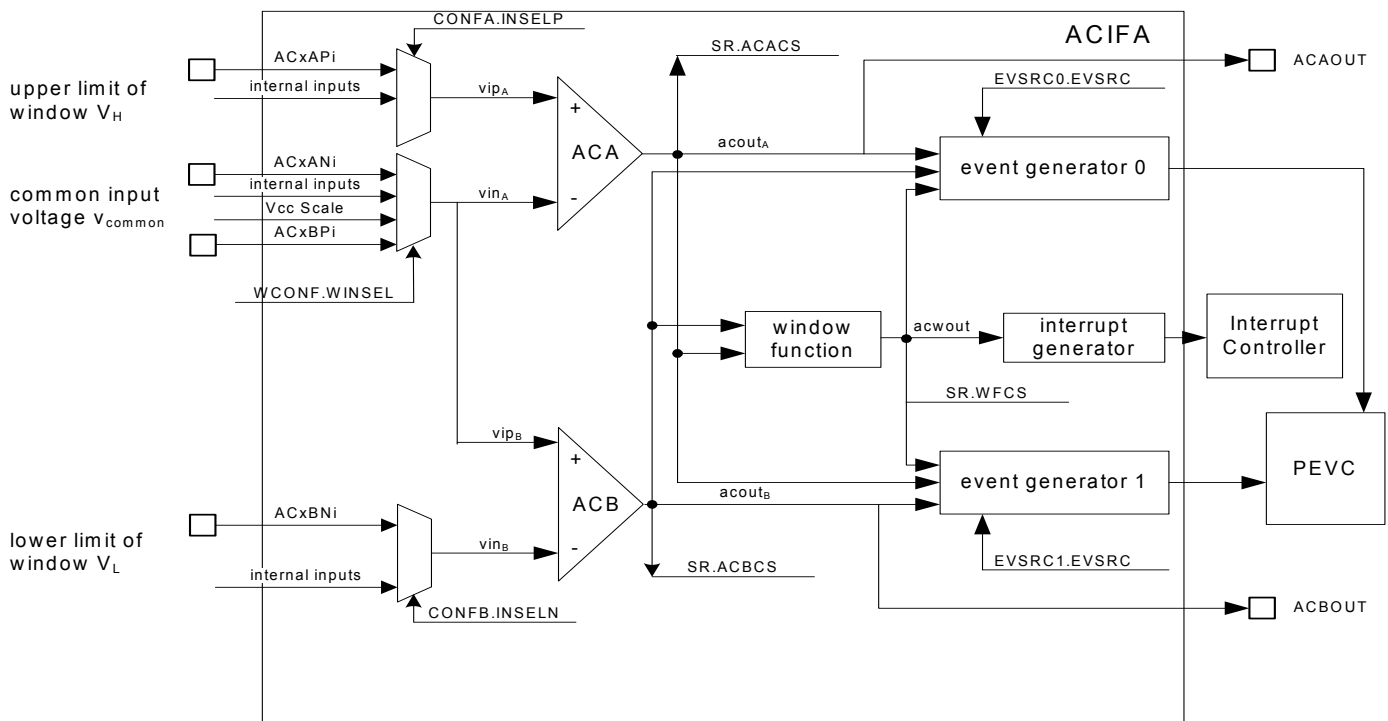 CONFA.INSELP
ACIFA
SR.ACACS
ACxAPi
ACAOUT
upper limit of
window VH
internal inputs
EVSRC0.EVSRC
vipA
+
ACA
-
acoutA
event generator 0
common input
voltage vcommon
ACxANi
internal inputs
Vcc Scale
ACxBPi
vinA
WCONF.WINSEL
window
function
acwout
interrupt
generator
Interrupt
Controller
SR.WFCS
vipB
+
ACB
-
acoutB
event generator 1
PEVC
lower limit of
window VL
ACxBNi
internal inputs
vinB
SR.ACBCS
EVSRC1.EVSRC
CONFB.INSELN
ACBOUT